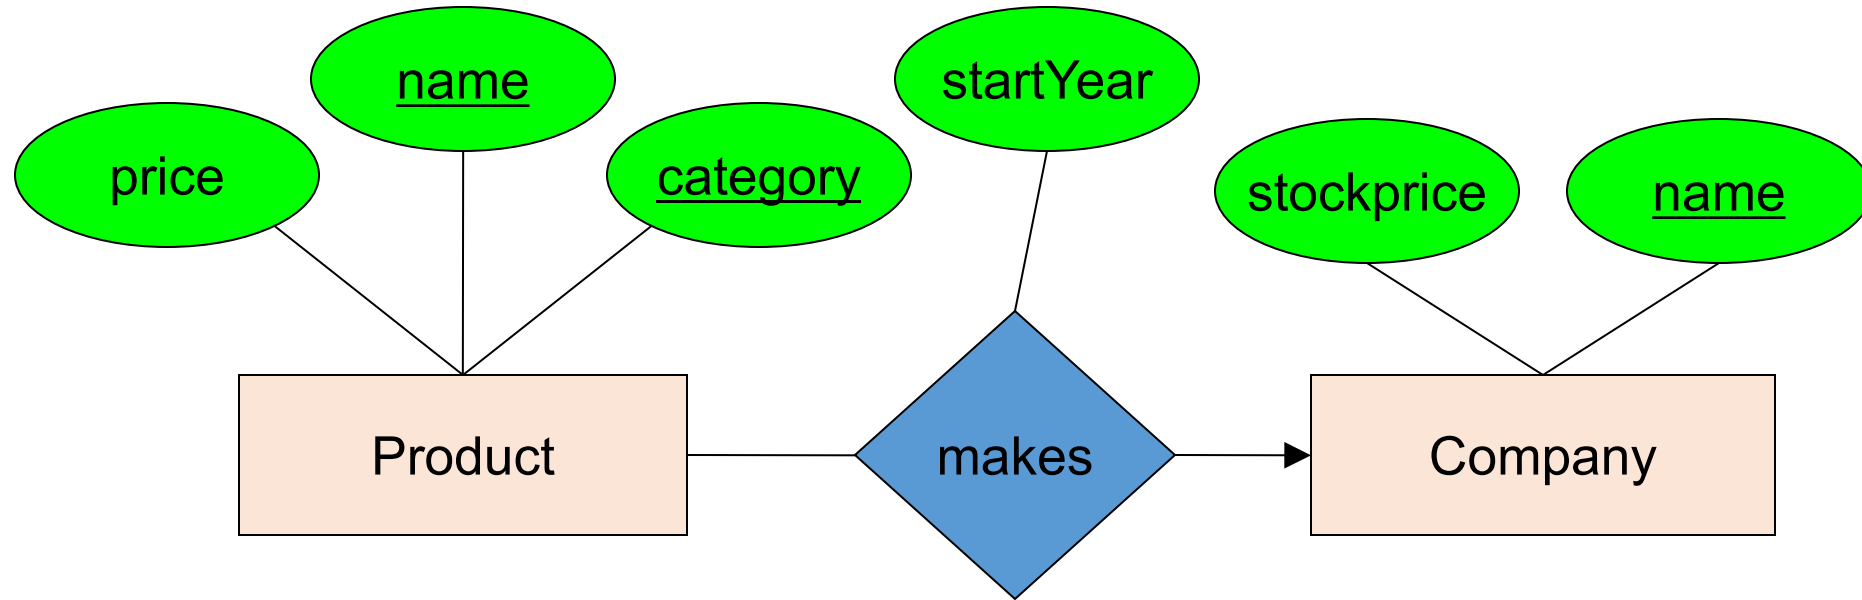 name
startYear
price
category
stockprice
name
Product
makes
Company